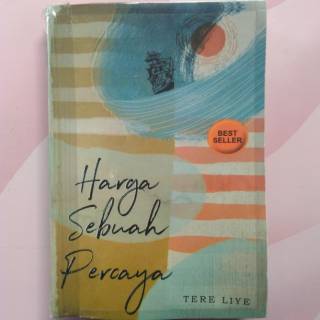 BEST
SELLER
Harga
Sebuah
Percaya
TERE LIYE